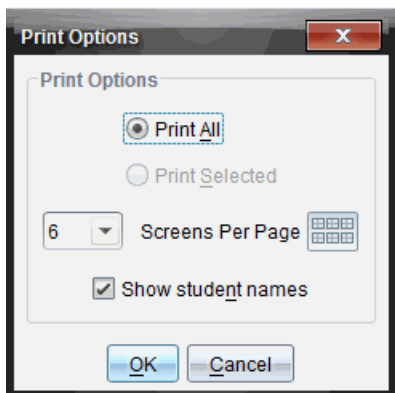 Print Options
Print Options
Print All
Print Selected
6 Screens Per Page
Show student names
OK Cancel